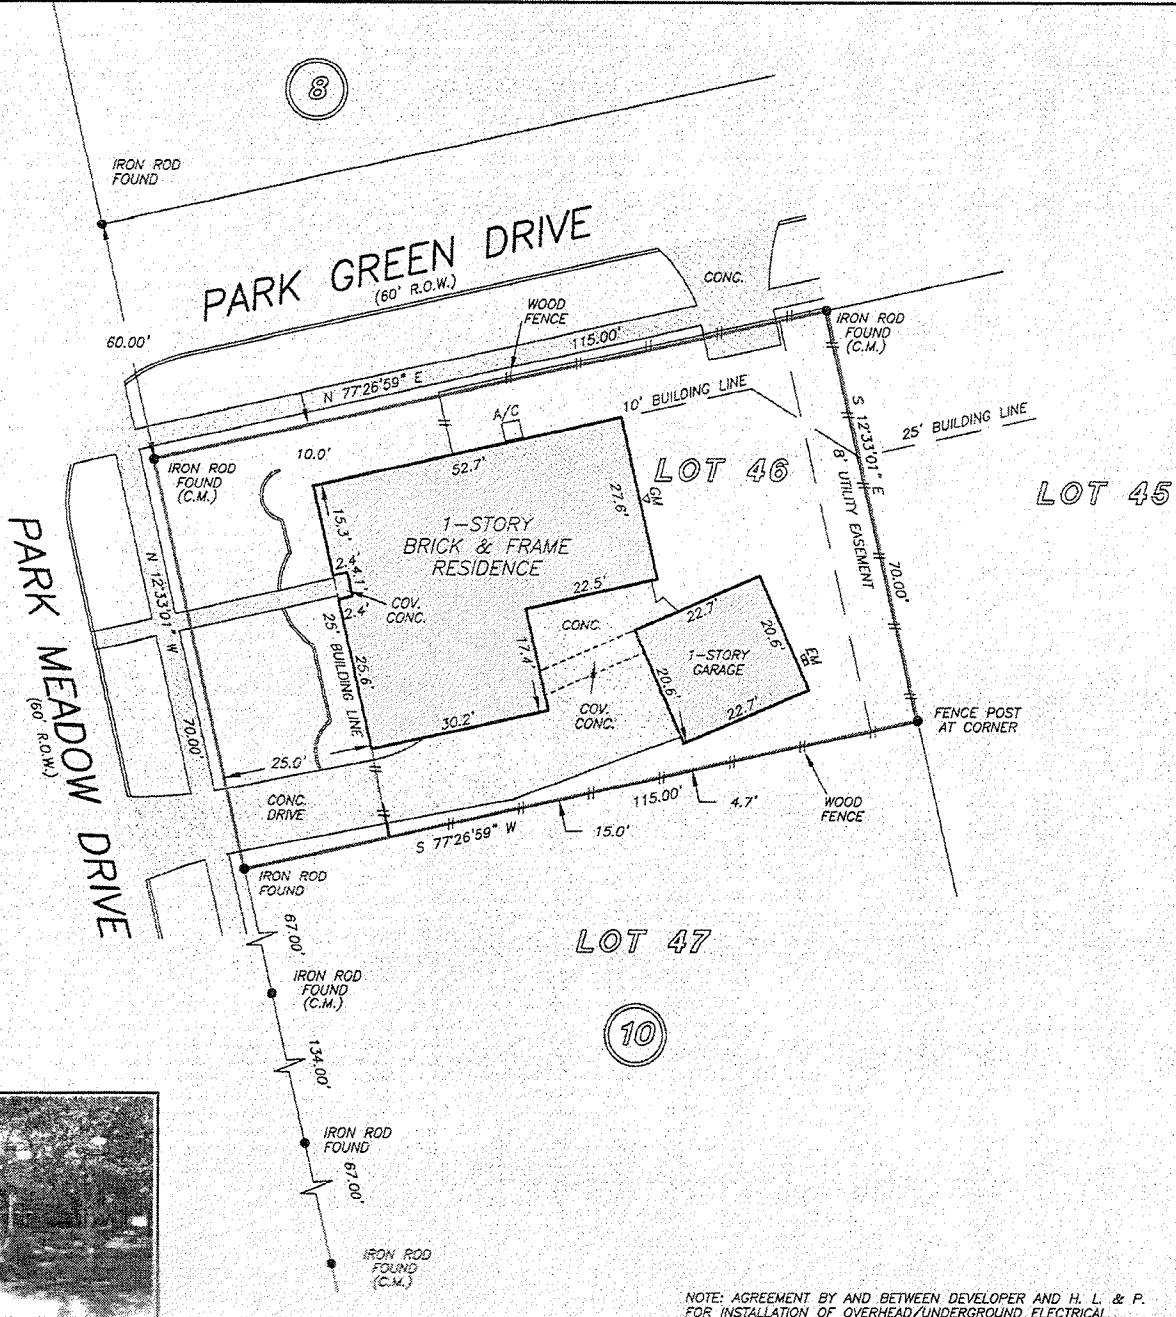 8
IRON ROD
FOUND
PARK GREEN DRIVE
(60' R.O.W.)
CONC.
WOOD
FENCE
60.00'
115.00'
IRON ROD
FOUND
(C.M.)
N 77°26'59" E
A/C
10' BUILDING LINE
25' BUILDING LINE
S 12°33'01" E
10.0'
IRON ROD
FOUND
(C.M.)
52.7'
LOT 46
LOT 45
GM
27.6'
8' UTILITY EASEMENT
15.3'
1-STORY
BRICK & FRAME
RESIDENCE
PARK MEADOW DRIVE
(60' R.O.W.)
N 12°33'01" W
2.4'
4.1'
2.4'
COV.
CONC.
22.5'
70.00'
CONC.
22.7'
20.6'
1-STORY
GARAGE
EM
25' BUILDING LINE
25.6'
17.4'
20.6'
22.7'
COV.
CONC.
30.2'
70.00'
FENCE POST
AT CORNER
25.0'
CONC.
DRIVE
115.00'
4.7'
WOOD
FENCE
15.0'
S 77°26'59" W
IRON ROD
FOUND
67.00'
LOT 47
IRON ROD
FOUND
(C.M.)
10
134.00'
IRON ROD
FOUND
67.00'
IRON ROD
FOUND
(C.M.)
NOTE: AGREEMENT BY AND BETWEEN DEVELOPER AND H. L. & P.
FOR INSTALLATION OF OVERHEAD/UNDERGROUND ELECTRICAL